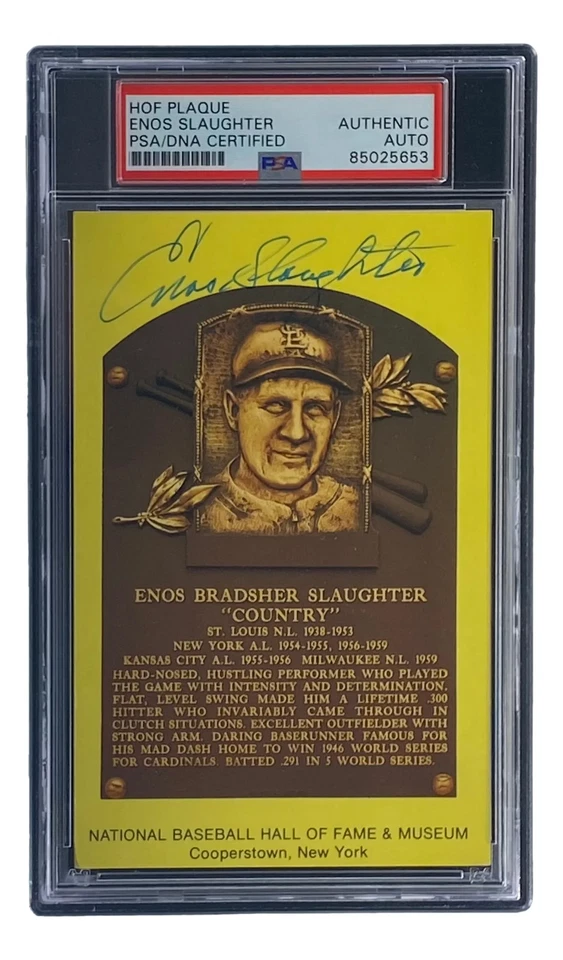 HOF PLAQUE
ENOS SLAUGHTER
PSA/DNA CERTIFIED
AUTHENTIC
AUTO
85025653
PSA
Enos Slaughter
STL
ENOS BRADSHER SLAUGHTER
"COUNTRY"
ST. LOUIS N.L. 1938-1953
NEW YORK A.L. 1954-1955, 1956-1959
KANSAS CITY A.L. 1955-1956 MILWAUKEE N.L. 1959
HARD-NOSED, HUSTLING PERFORMER WHO PLAYED
THE GAME WITH INTENSITY AND DETERMINATION.
FLAT, LEVEL SWING MADE HIM A LIFETIME .300
HITTER WHO INVARIABLY CAME THROUGH IN
CLUTCH SITUATIONS. EXCELLENT OUTFIELDER WITH
STRONG ARM. DARING BASERUNNER FAMOUS FOR
HIS MAD DASH HOME TO WIN 1946 WORLD SERIES
FOR CARDINALS. BATTED .291 IN 5 WORLD SERIES.
NATIONAL BASEBALL HALL OF FAME & MUSEUM
Cooperstown, New York